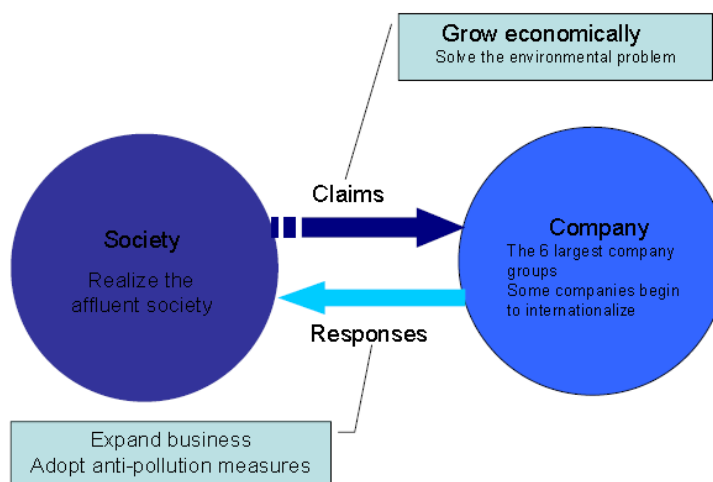 Grow economically
Solve the environmental problem
Claims
Society
Realize the
affluent society
Company
The 6 largest company
groups
Some companies begin
to internationalize
Responses
Expand business
Adopt anti-pollution measures